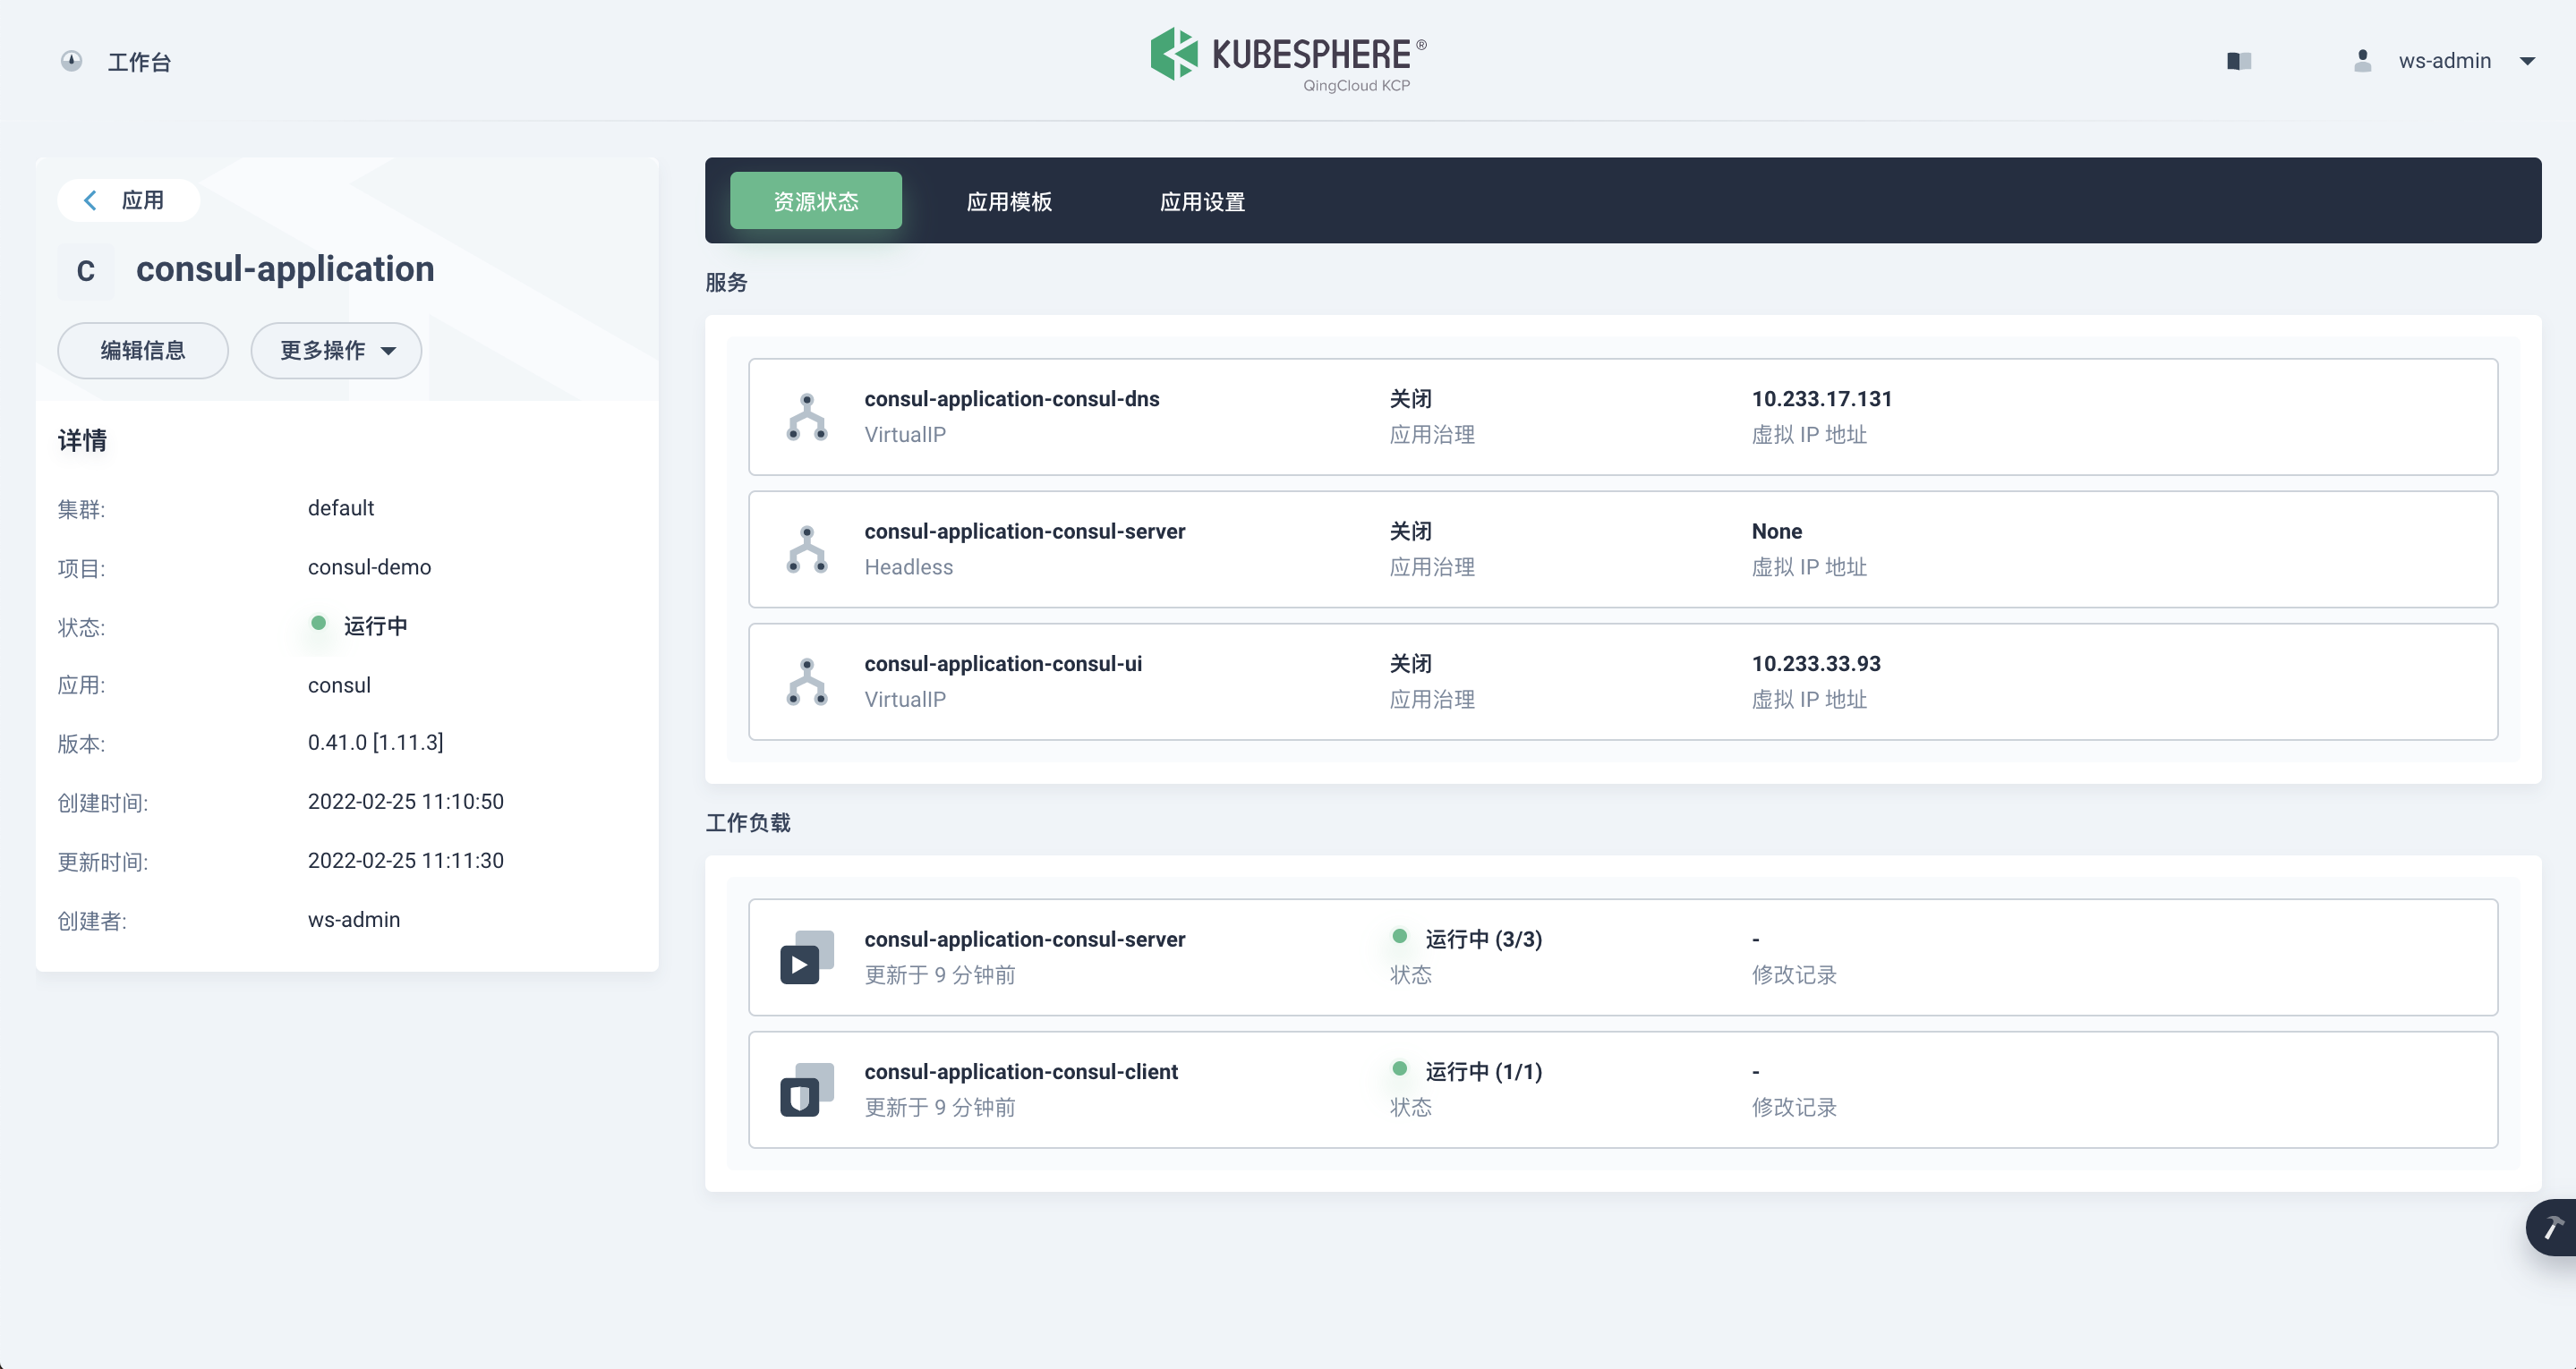 工作台
KUBESPHERE ®
QingCloud KCP
ws-admin
应用
C
consul-application
编辑信息
更多操作
详情
集群: default
项目: consul-demo
状态: 运行中
应用: consul
版本: 0.41.0 [1.11.3]
创建时间: 2022-02-25 11:10:50
更新时间: 2022-02-25 11:11:30
创建者: ws-admin
资源状态 应用模板 应用设置
服务
consul-application-consul-dns 关闭 10.233.17.131
VirtualIP 应用治理 虚拟 IP 地址
consul-application-consul-server 关闭 None
Headless 应用治理 虚拟 IP 地址
consul-application-consul-ui 关闭 10.233.33.93
VirtualIP 应用治理 虚拟 IP 地址
工作负载
consul-application-consul-server 运行中 (3/3) -
更新于 9 分钟前 状态 修改记录
consul-application-consul-client 运行中 (1/1) -
更新于 9 分钟前 状态 修改记录